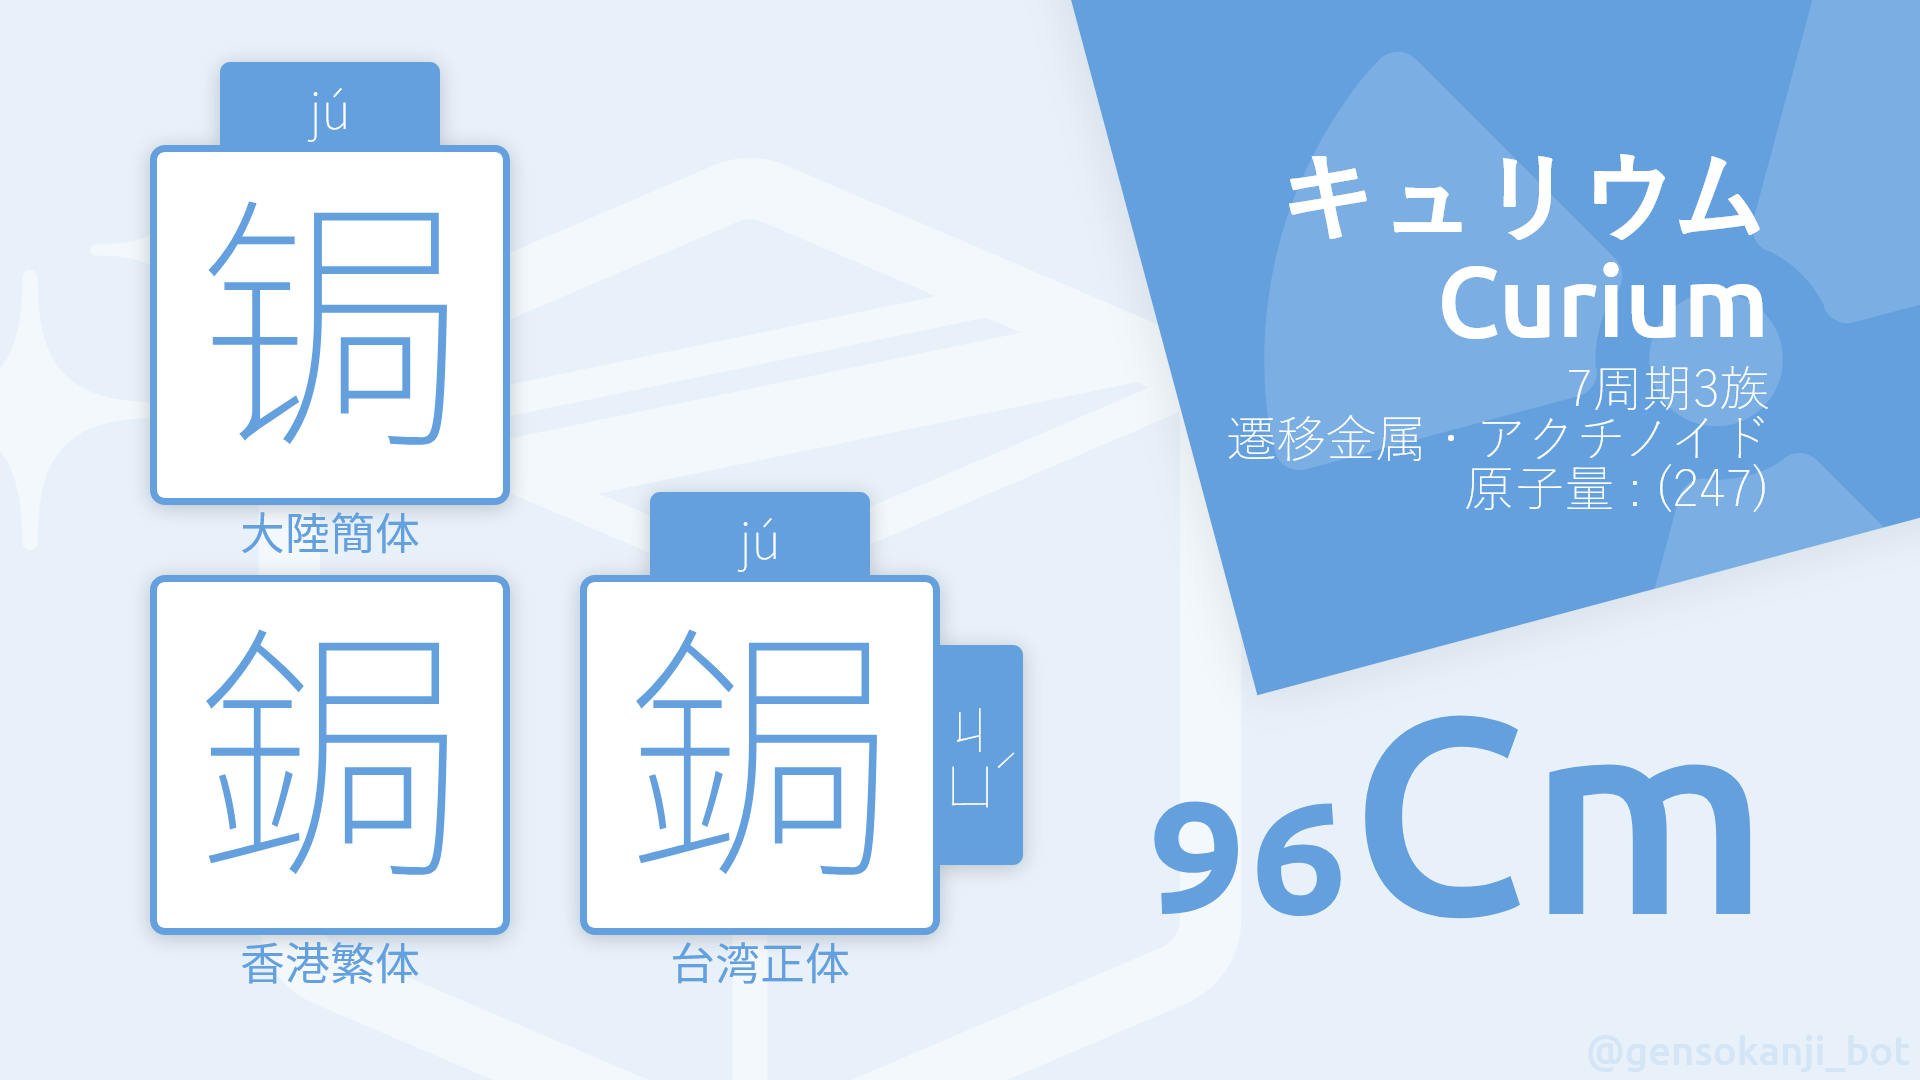 jú
锔
大陸簡体
鋦
香港繁体
jú
鋦
ㄐㄩˊ
台湾正体
キュリウム
Curium
7周期3族
遷移金属・アクチノイド
原子量 : (247)
96Cm
@gensokanji_bot